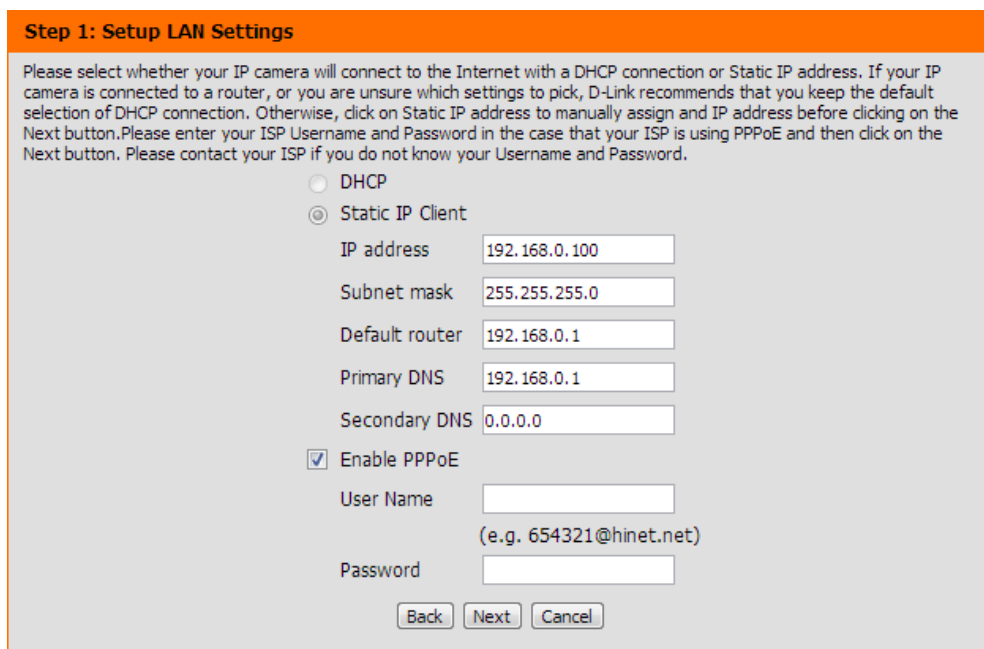 Step 1: Setup LAN Settings
Please select whether your IP camera will connect to the Internet with a DHCP connection or Static IP address. If your IP
camera is connected to a router, or you are unsure which settings to pick, D-Link recommends that you keep the default
selection of DHCP connection. Otherwise, click on Static IP address to manually assign and IP address before clicking on the
Next button.Please enter your ISP Username and Password in the case that your ISP is using PPPoE and then click on the
Next button. Please contact your ISP if you do not know your Username and Password.
DHCP
Static IP Client
IP address 192.168.0.100
Subnet mask 255.255.255.0
Default router 192.168.0.1
Primary DNS 192.168.0.1
Secondary DNS 0.0.0.0
Enable PPPoE
User Name
(e.g. 654321@hinet.net)
Password
Back Next Cancel